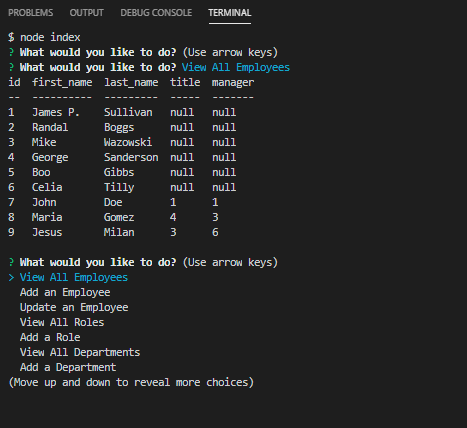 PROBLEMS OUTPUT DEBUG CONSOLE TERMINAL
$ node index
? What would you like to do? (Use arrow keys)
? What would you like to do? View All Employees
id  first_name  last_name  title  manager
--  ----------  ---------  -----  -------
1   James P.    Sullivan   null   null
2   Randal      Boggs      null   null
3   Mike        Wazowski   null   null
4   George      Sanderson  null   null
5   Boo         Gibbs      null   null
6   Celia       Tilly      null   null
7   John        Doe        1      1
8   Maria       Gomez      4      3
9   Jesus       Milan      3      6
? What would you like to do? (Use arrow keys)
> View All Employees
Add an Employee
Update an Employee
View All Roles
Add a Role
View All Departments
Add a Department
(Move up and down to reveal more choices)